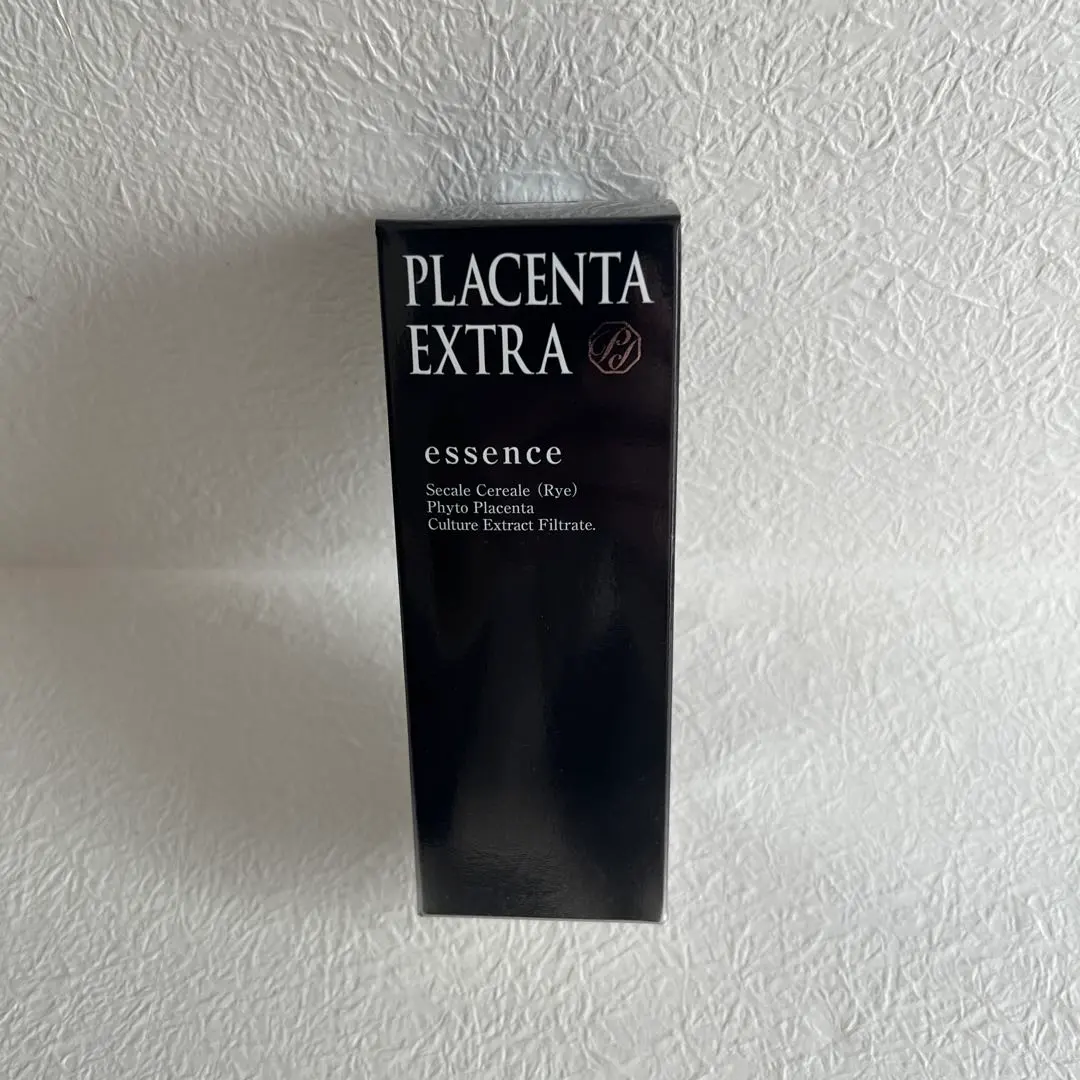 PLACENTA
EXTRA
essence
Secale Cereale (Rye)
Phyto Placenta
Culture Extract Filtrate.